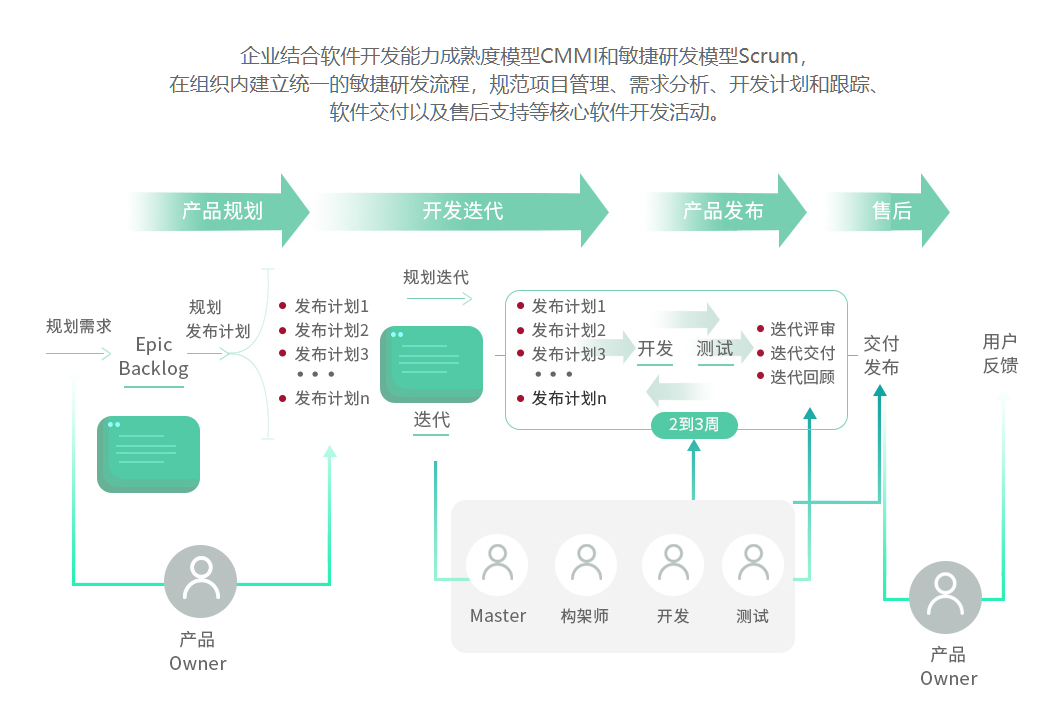 企业结合软件开发能力成熟度模型CMMI和敏捷研发模型Scrum，
在组织内建立统一的敏捷研发流程，规范项目管理、需求分析、开发计划和跟踪、
软件交付以及售后支持等核心软件开发活动。
产品规划
开发迭代
产品发布
售后
规划需求
Epic
Backlog
规划
发布计划
发布计划1
发布计划2
发布计划3
•••
发布计划n
规划迭代
迭代
发布计划1
发布计划2
发布计划3
•••
发布计划n
开发
测试
2到3周
迭代评审
迭代交付
迭代回顾
交付
发布
用户
反馈
产品
Owner
Master
构架师
开发
测试
产品
Owner